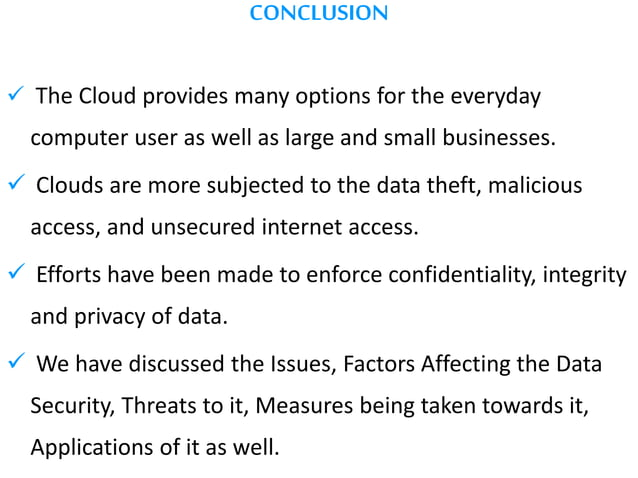 CONCLUSION
✓ The Cloud provides many options for the everyday
computer user as well as large and small businesses.
✓ Clouds are more subjected to the data theft, malicious
access, and unsecured internet access.
✓ Efforts have been made to enforce confidentiality, integrity
and privacy of data.
✓ We have discussed the Issues, Factors Affecting the Data
Security, Threats to it, Measures being taken towards it,
Applications of it as well.